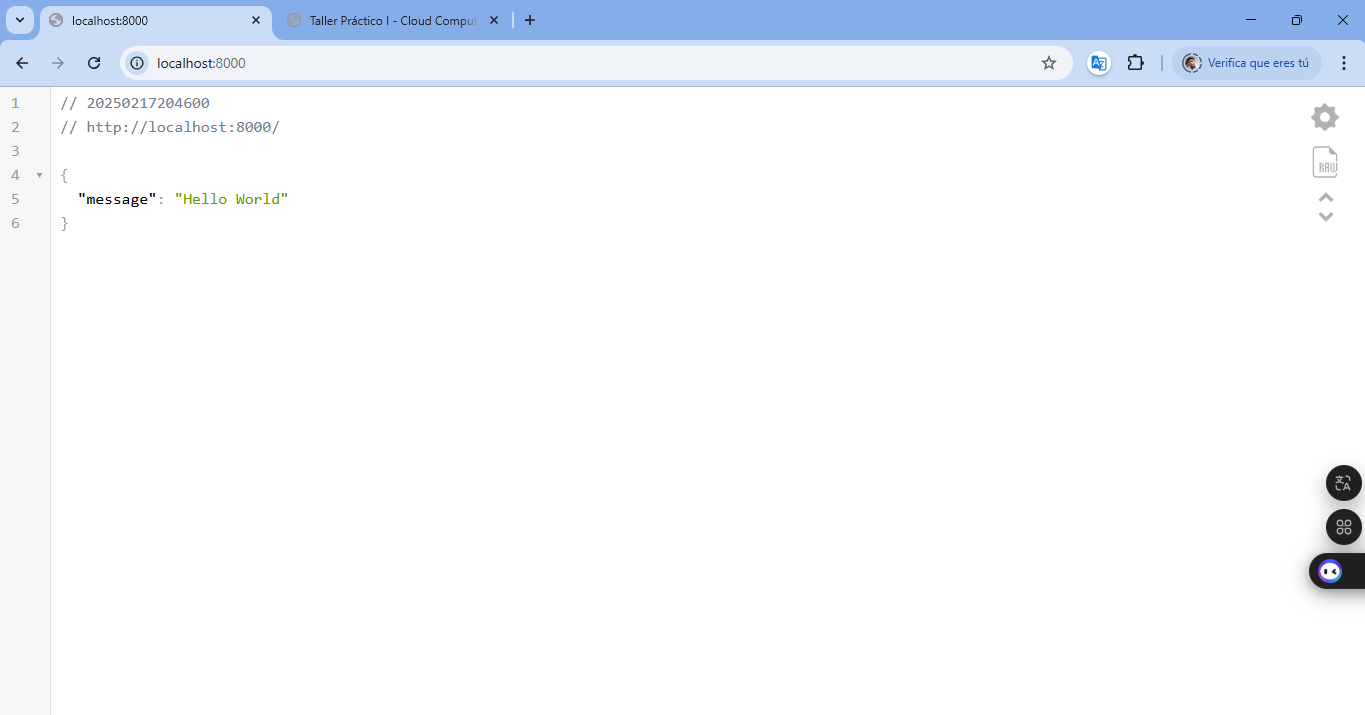 localhost:8000
Taller Práctico I - Cloud Comput
localhost:8000
Verifica que eres tú
1 // 20250217204600
2 // http://localhost:8000/
3
4 {
5 "message": "Hello World"
6 }
RAW